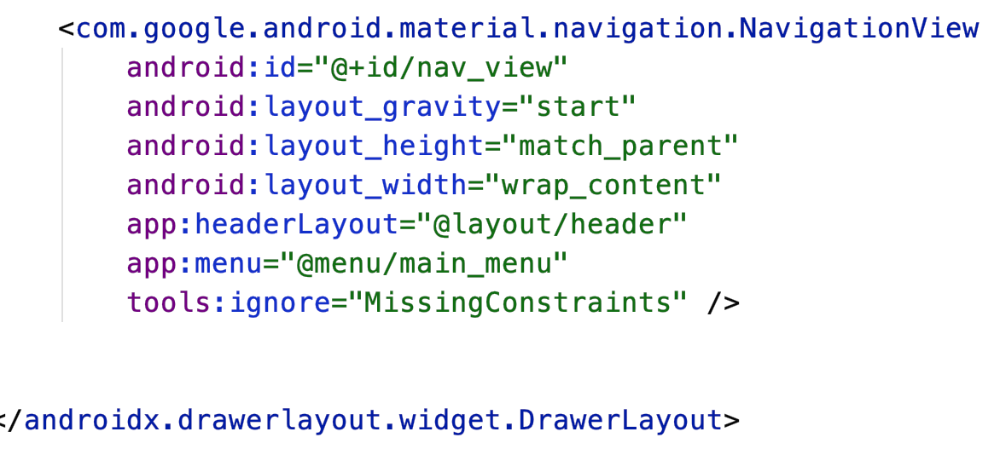 <com.google.android.material.navigation.NavigationView
android:id="@+id/nav_view"
android:layout_gravity="start"
android:layout_height="match_parent"
android:layout_width="wrap_content"
app:headerLayout="@layout/header"
app:menu="@menu/main_menu"
tools:ignore="MissingConstraints" />
</androidx.drawerlayout.widget.DrawerLayout>